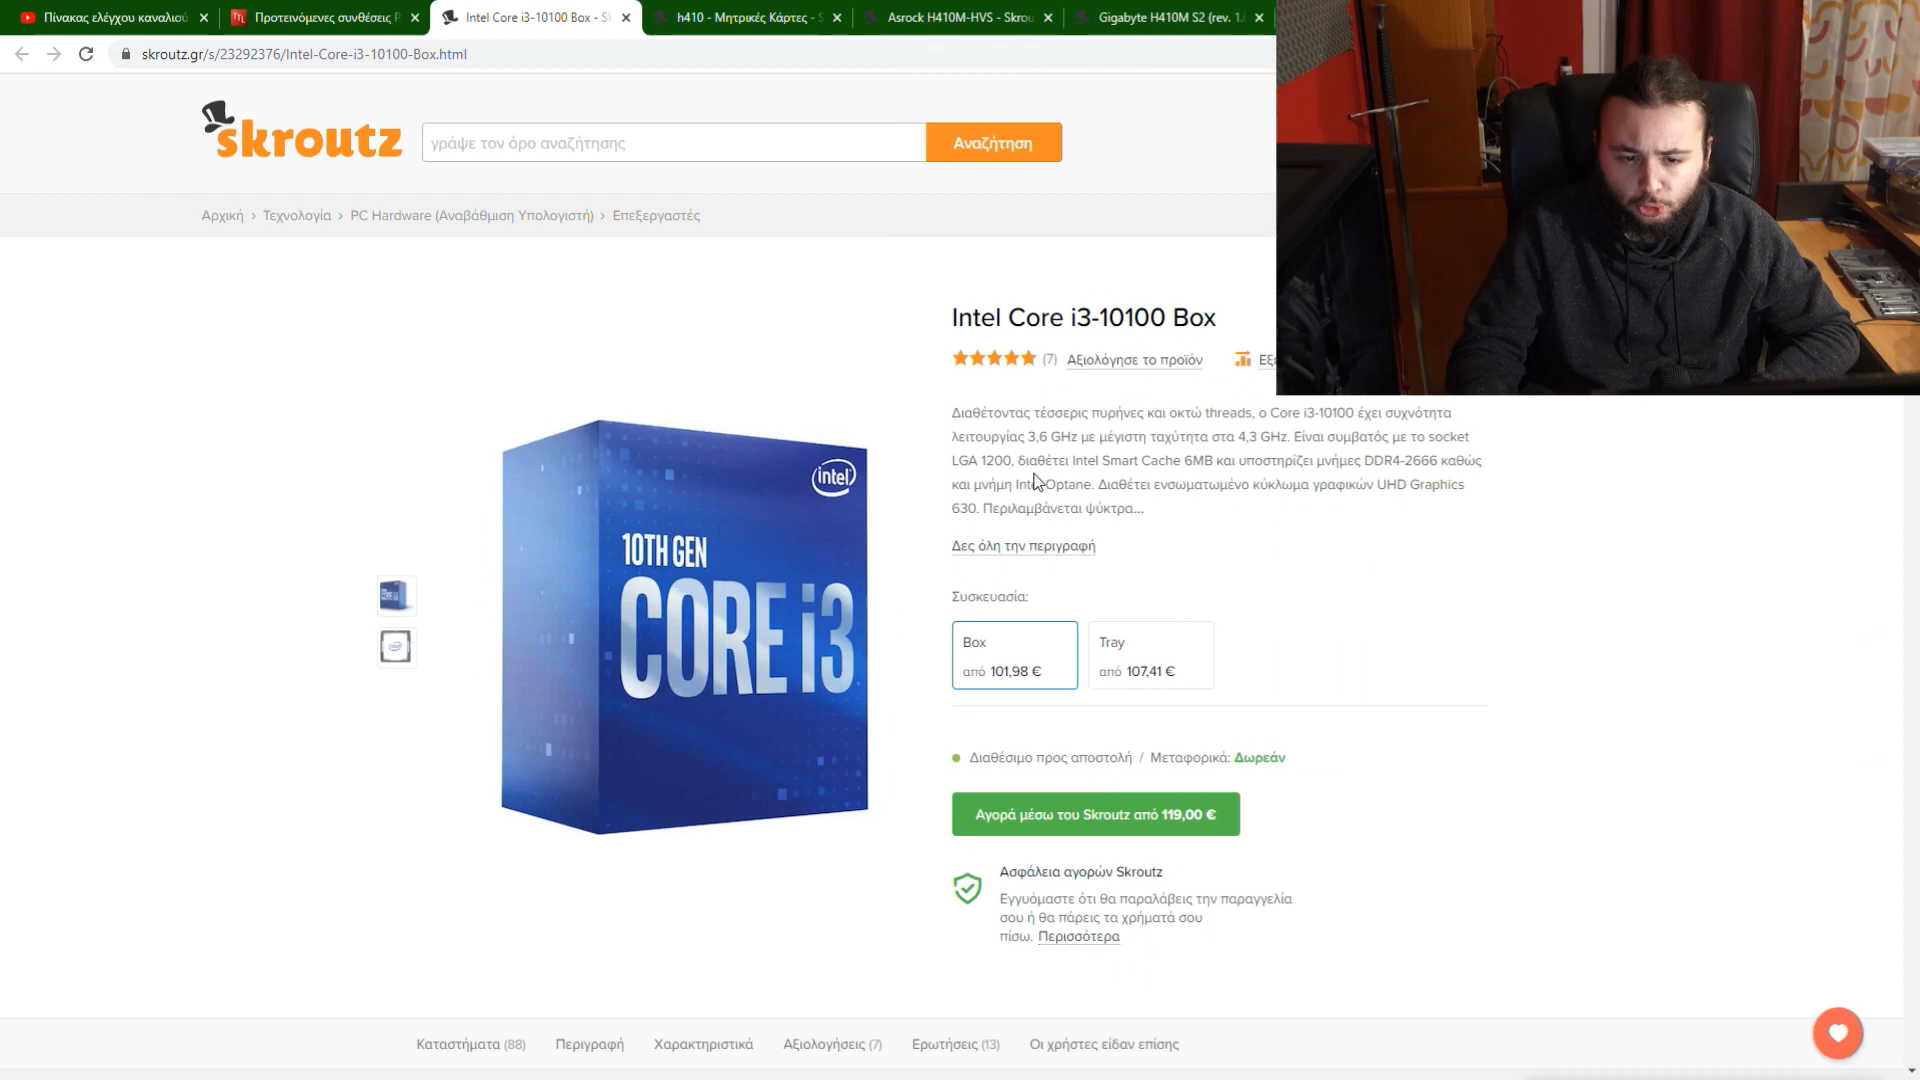 Πίνακας ελέγχου καναλιού
Προτεινόμενες συνθέσεις P
Intel Core i3-10100 Box - Sk
h410 - Μητρικές Κάρτες - S
Asrock H410M-HVS - Skrou
Gigabyte H410M S2 (rev. 1.
skroutz.gr/s/23292376/Intel-Core-i3-10100-Box.html
skroutz
γράψε τον όρο αναζήτησης
Αναζήτηση
Αρχική › Τεχνολογία › PC Hardware (Αναβάθμιση Υπολογιστή) › Επεξεργαστές
Intel Core i3-10100 Box
(7) Αξιολόγησε το προϊόν
Διαθέτοντας τέσσερις πυρήνες και οκτώ threads, ο Core i3-10100 έχει συχνότητα
λειτουργίας 3,6 GHz με μέγιστη ταχύτητα στα 4,3 GHz. Είναι συμβατός με το socket
LGA 1200, διαθέτει Intel Smart Cache 6MB και υποστηρίζει μνήμες DDR4-2666 καθώς
και μνήμη Intel Optane. Διαθέτει ενσωματωμένο κύκλωμα γραφικών UHD Graphics
630. Περιλαμβάνεται ψύκτρα...
Δες όλη την περιγραφή
intel
10TH GEN
CORE i3
Συσκευασία:
Box
από 101,98 €
Tray
από 107,41 €
Διαθέσιμο προς αποστολή / Μεταφορικά: Δωρεάν
Αγορά μέσω του Skroutz από 119,00 €
Ασφάλεια αγορών Skroutz
Εγγυόμαστε ότι θα παραλάβεις την παραγγελία
σου ή θα πάρεις τα χρήματά σου
πίσω. Περισσότερα
Καταστήματα (88) Περιγραφή Χαρακτηριστικά Αξιολογήσεις (7) Ερωτήσεις (13) Οι χρήστες είδαν επίσης